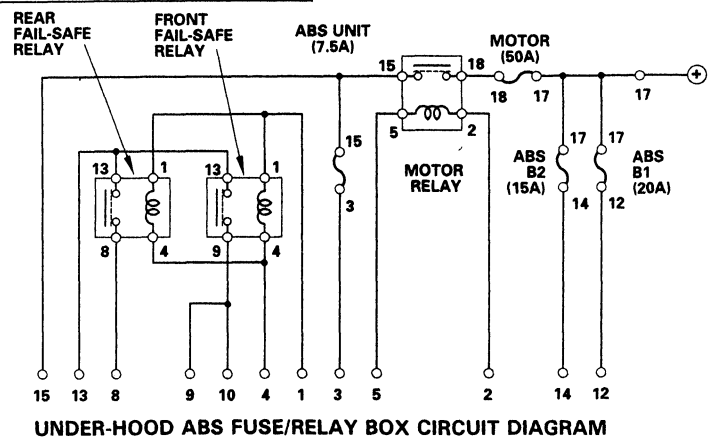 REAR
FAIL-SAFE
RELAY
FRONT
FAIL-SAFE
RELAY
ABS UNIT
(7.5A)
MOTOR
(50A)
15
18
18
17
17
+
5
2
MOTOR
RELAY
15
3
ABS
B2
(15A)
17
14
17
12
ABS
B1
(20A)
13
1
13
1
8
4
9
4
15
13
8
9
10
4
1
3
5
2
14
12
UNDER-HOOD ABS FUSE/RELAY BOX CIRCUIT DIAGRAM